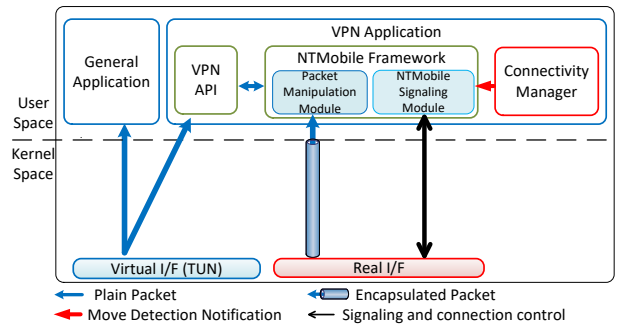 VPN Application
General
Application
VPN
API
NTMobile Framework
Packet
Manipulation
Module
NTMobile
Signaling
Module
Connectivity
Manager
User
Space
Kernel
Space
Virtual I/F (TUN)
Real I/F
Plain Packet
Encapsulated Packet
Move Detection Notification
Signaling and connection control